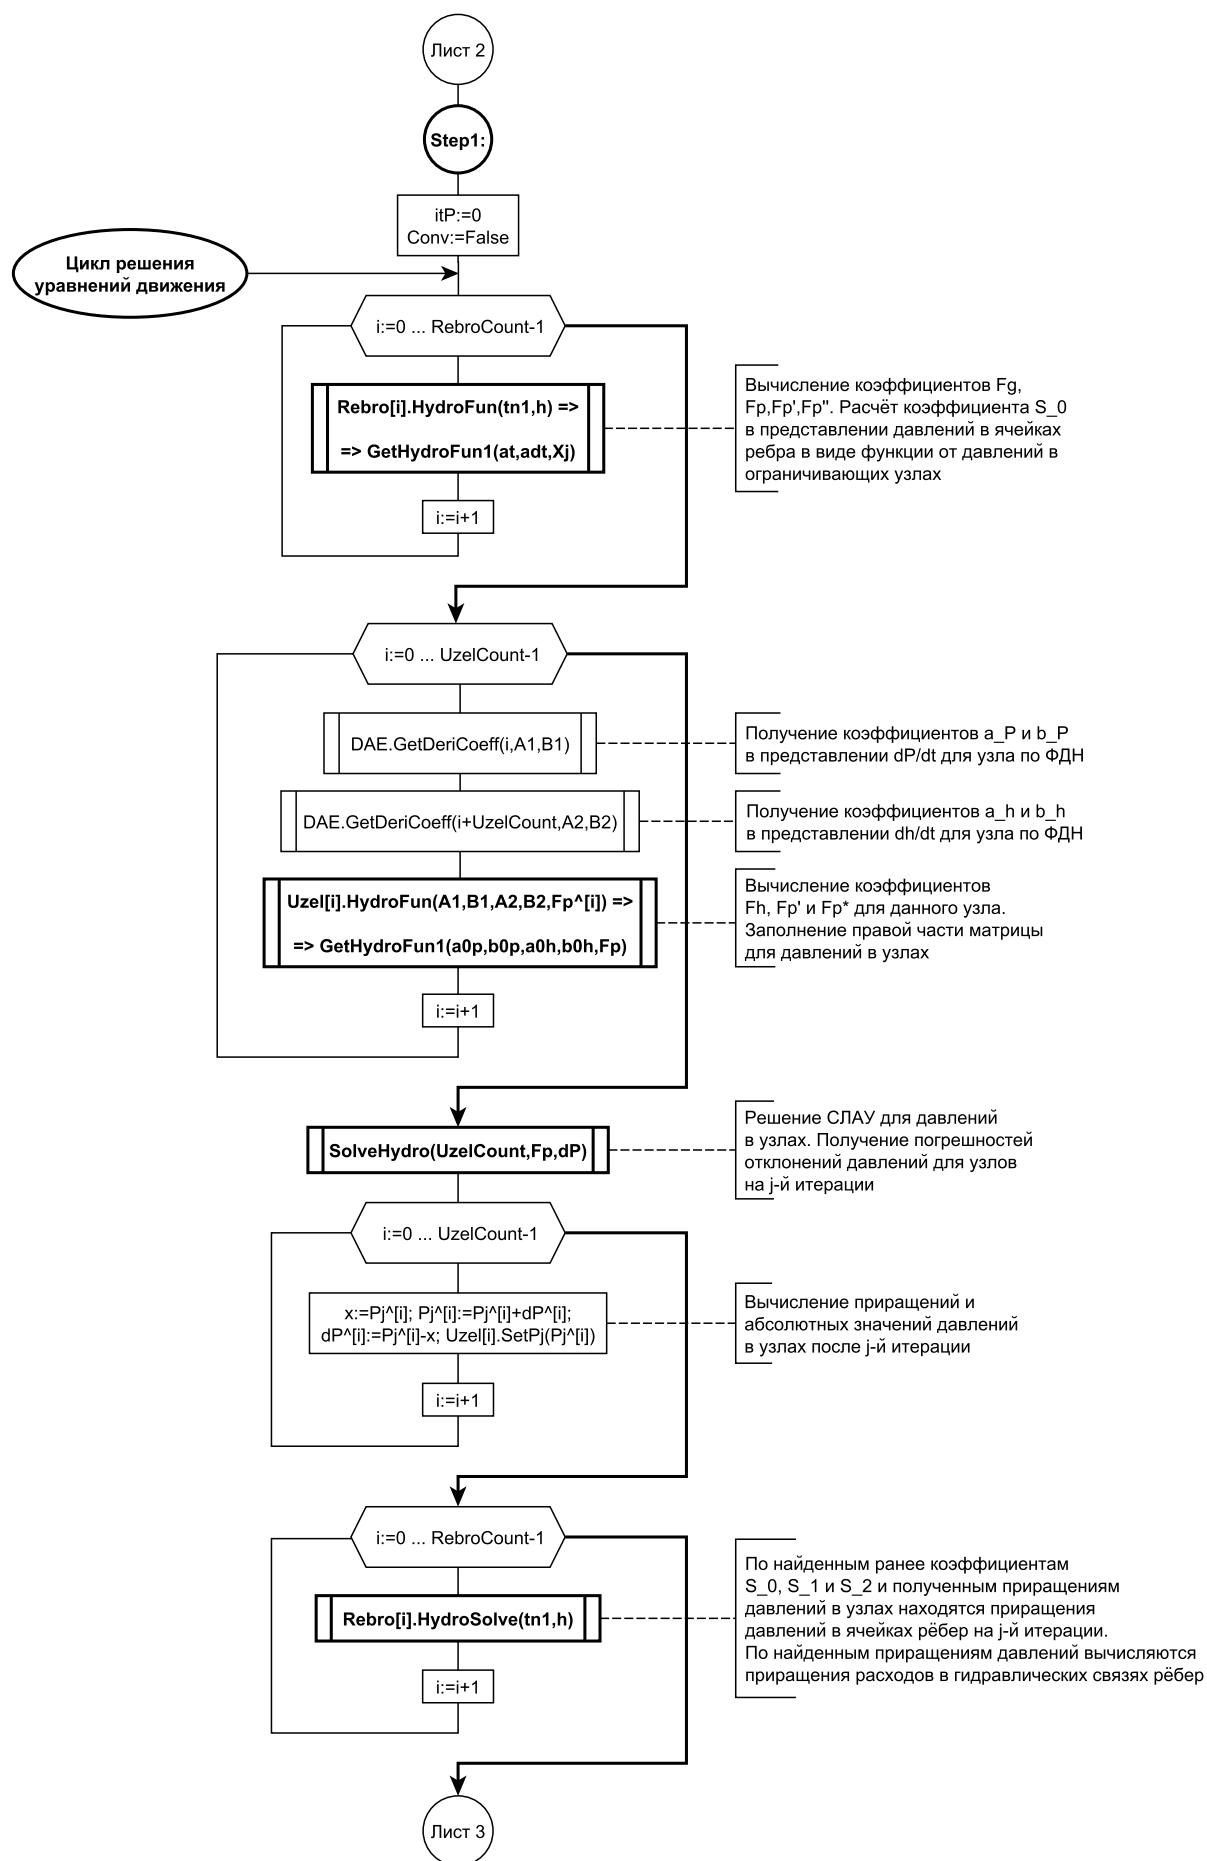 Лист 2
Step1:
itP:=0
Conv:=False
Цикл решения
уравнений движения
i:=0 ... RebroCount-1
Rebro[i].HydroFun(tn1,h) =>
=> GetHydroFun1(at,adt,Xj)
Вычисление коэффициентов Fg,
Fp,Fp',Fp". Расчёт коэффициента S_0
в представлении давлений в ячейках
ребра в виде функции от давлений в
ограничивающих узлах
i:=i+1
i:=0 ... UzelCount-1
DAE.GetDeriCoeff(i,A1,B1)
Получение коэффициентов a_P и b_P
в представлении dP/dt для узла по ФДН
DAE.GetDeriCoeff(i+UzelCount,A2,B2)
Получение коэффициентов a_h и b_h
в представлении dh/dt для узла по ФДН
Uzel[i].HydroFun(A1,B1,A2,B2,Fp^[i]) =>
=> GetHydroFun1(a0p,b0p,a0h,b0h,Fp)
Вычисление коэффициентов
Fh, Fp' и Fp* для данного узла.
Заполнение правой части матрицы
для давлений в узлах
i:=i+1
SolveHydro(UzelCount,Fp,dP)
Решение СЛАУ для давлений
в узлах. Получение погрешностей
отклонений давлений для узлов
на j-й итерации
i:=0 ... UzelCount-1
x:=Pj^[i]; Pj^[i]:=Pj^[i]+dP^[i];
dP^[i]:=Pj^[i]-x; Uzel[i].SetPj(Pj^[i])
Вычисление приращений и
абсолютных значений давлений
в узлах после j-й итерации
i:=i+1
i:=0 ... RebroCount-1
Rebro[i].HydroSolve(tn1,h)
По найденным ранее коэффициентам
S_0, S_1 и S_2 и полученным приращениям
давлений в узлах находятся приращения
давлений в ячейках рёбер на j-й итерации.
По найденным приращениям давлений вычисляются
приращения расходов в гидравлических связях рёбер
i:=i+1
Лист 3